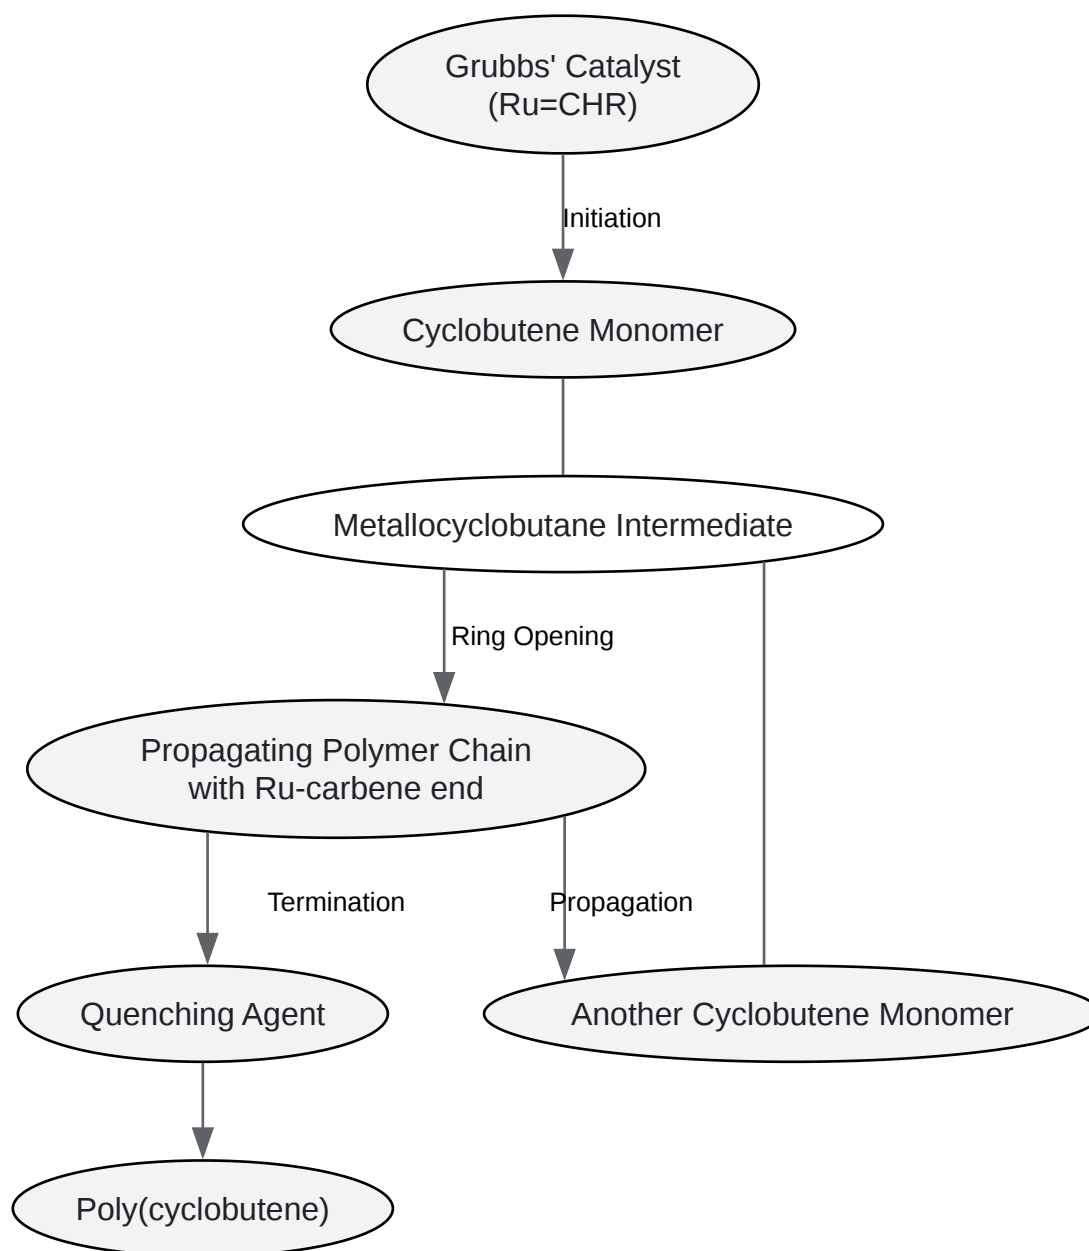 Grubbs' Catalyst
(Ru=CHR)
Initiation
Cyclobutene Monomer
Metallocyclobutane Intermediate
Ring Opening
Propagating Polymer Chain
with Ru-carbene end
Termination
Propagation
Quenching Agent
Another Cyclobutene Monomer
Poly(cyclobutene)